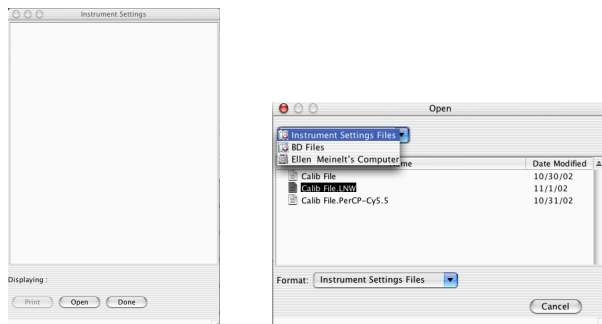 Instrument Settings
Displaying :
Print Open Done
Open
Instrument Settings Files
BD Files
Ellen Meinelt's Computer
Date Modified
Calib File 10/30/02
Calib File.LNW 11/1/02
Calib File.PerCP-Cy5.5 10/31/02
Format: Instrument Settings Files
Cancel